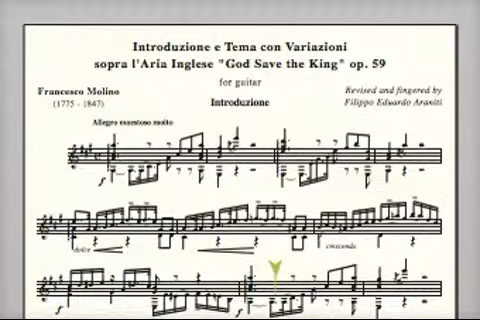 Introduzione e Tema con Variazioni
sopra l'Aria Inglese "God Save the King" op. 59
for guitar
Francesco Molino
(1775 - 1847)
Revised and fingered by
Filippo Eduardo Araniti
Introduzione
Allegro maestoso molto
f
dolce
crescendo
f
f